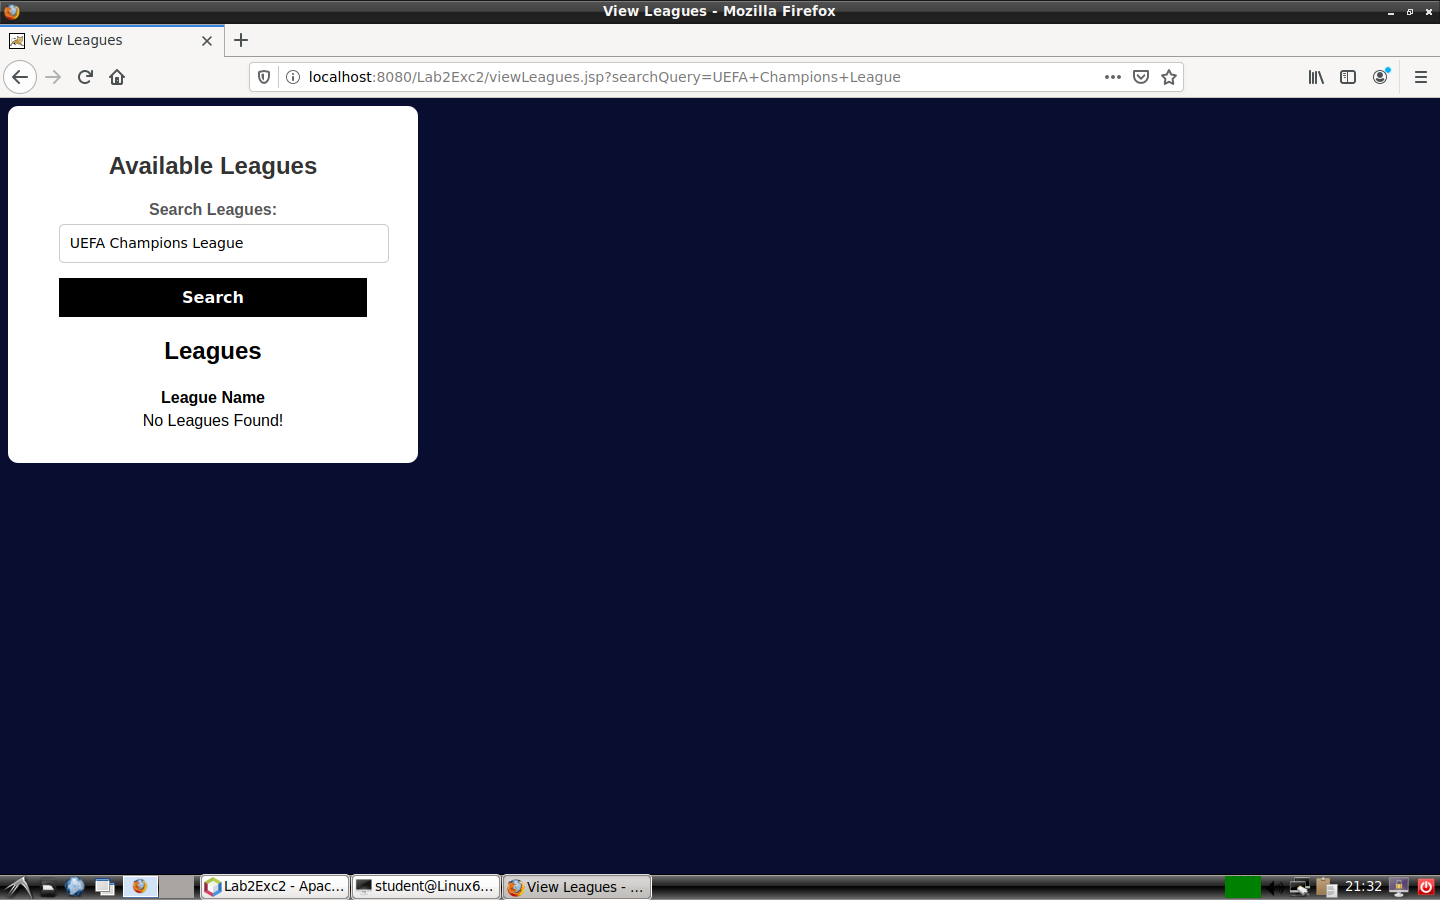 View Leagues - Mozilla Firefox
View Leagues
localhost:8080/Lab2Exc2/viewLeagues.jsp?searchQuery=UEFA+Champions+League
Available Leagues
Search Leagues:
UEFA Champions League
Search
Leagues
League Name
No Leagues Found!
Lab2Exc2 - Apac...
student@Linux6...
View Leagues - ...
21:32